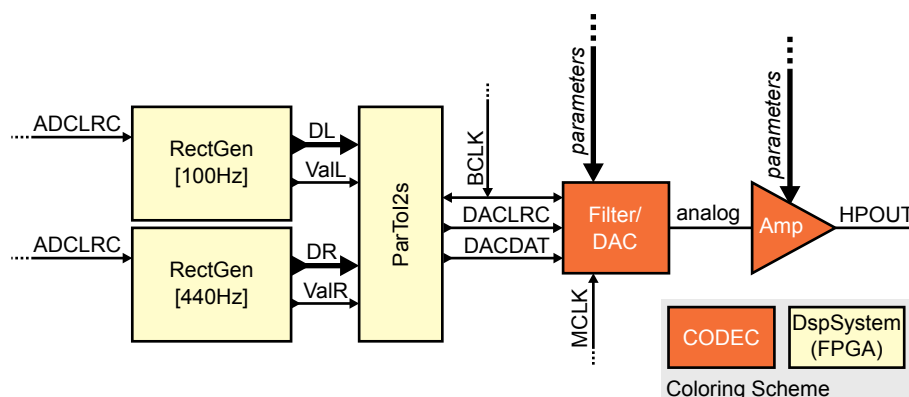 ADCLRC
RectGen
[100Hz]
DL
ValL
ADCLRC
RectGen
[440Hz]
DR
ValR
ParToI2s
BCLK
DACLRC
DACDAT
parameters
Filter/
DAC
MCLK
analog
parameters
Amp
HPOUT
CODEC
DspSystem
(FPGA)
Coloring Scheme